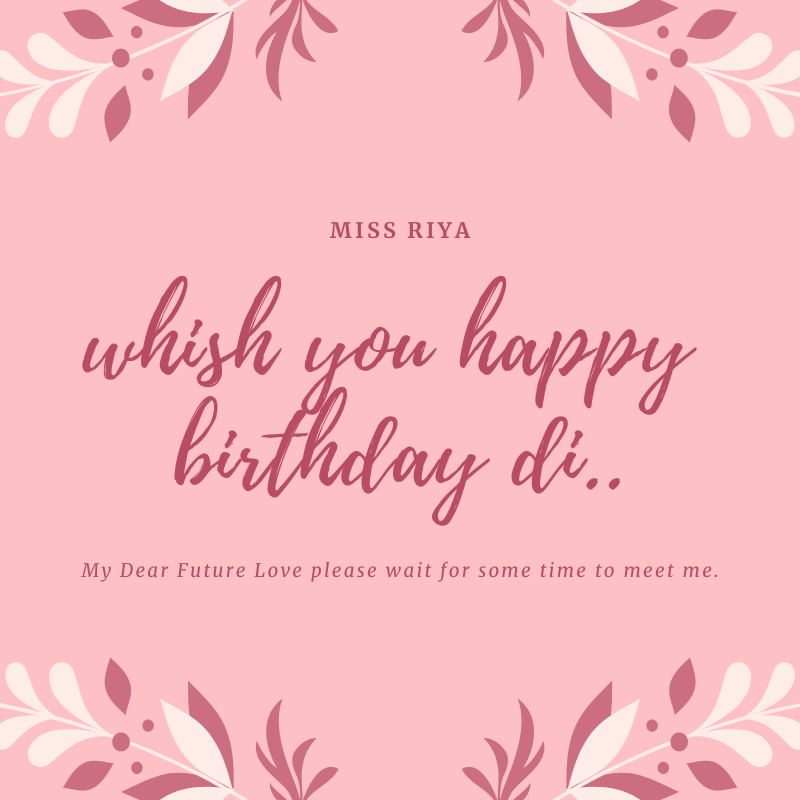 MISS RIYA
whish you happy
birthday di..
My Dear Future Love please wait for some time to meet me.